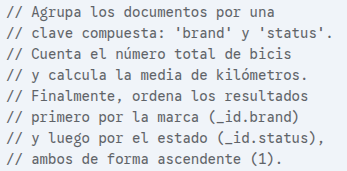 // Agrupa los documentos por una
// clave compuesta: 'brand' y 'status'.
// Cuenta el número total de bicis
// y calcula la media de kilómetros.
// Finalmente, ordena los resultados
// primero por la marca (_id.brand)
// y luego por el estado (_id.status),
// ambos de forma ascendente (1).